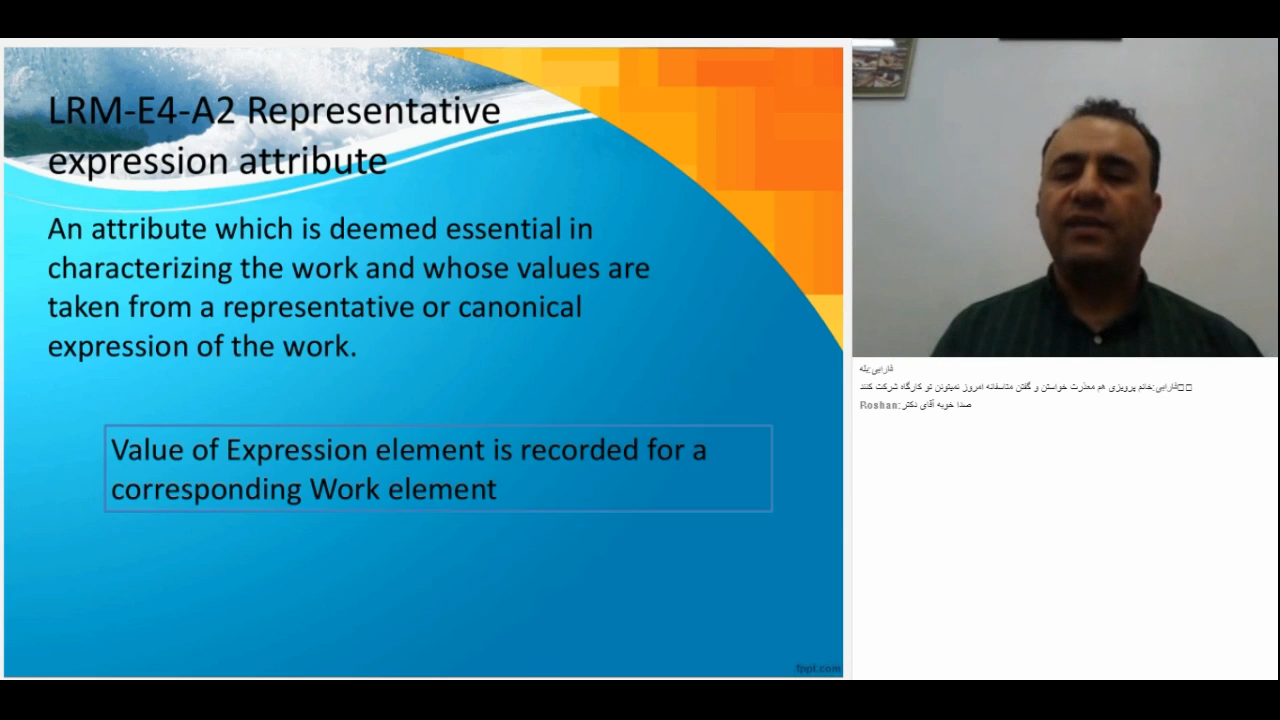 LRM-E4-A2 Representative
expression attribute
An attribute which is deemed essential in
characterizing the work and whose values are
taken from a representative or canonical
expression of the work.
Value of Expression element is recorded for a
corresponding Work element
fppt.com
فارابی:بله
فارابی:خانم پرویزی هم معذرت خواستن و گفتن متاسفانه امروز نمیتونن تو کارگاه شرکت کنند
Roshan:صدا خوبه آقای دکتر